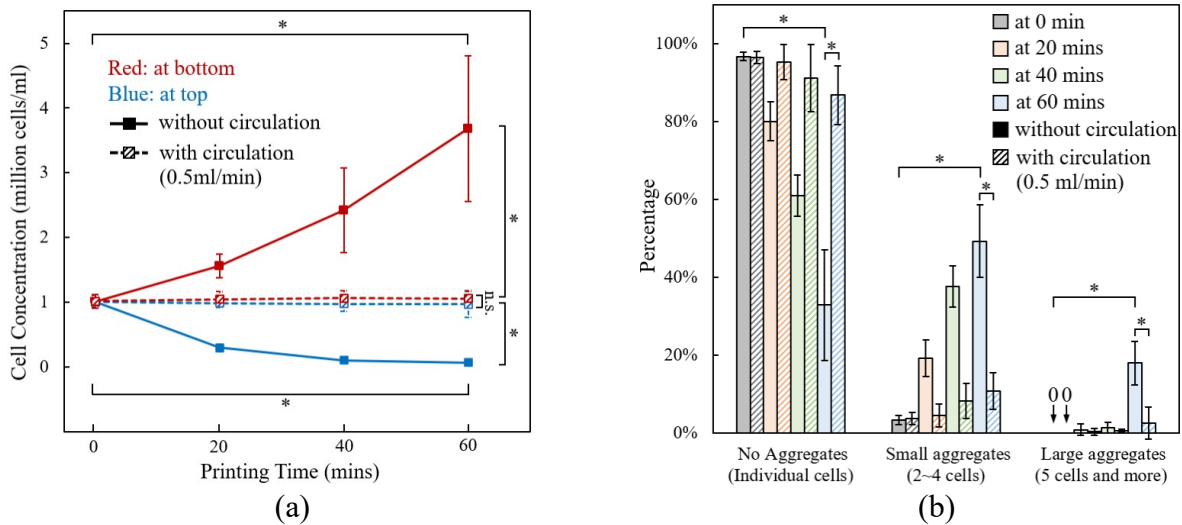 *
5
4
3
2
1
0
Cell Concentration (million cells/ml)
Red: at bottom
Blue: at top
without circulation
with circulation
(0.5ml/min)
*
n.s.
*
*
0
20
40
60
Printing Time (mins)
(a)
100%
80%
60%
40%
20%
0%
Percentage
*
*
at 0 min
at 20 mins
at 40 mins
at 60 mins
without circulation
with circulation
(0.5 ml/min)
*
*
*
*
0 0
No Aggregates
(Individual cells)
Small aggregates
(2~4 cells)
Large aggregates
(5 cells and more)
(b)